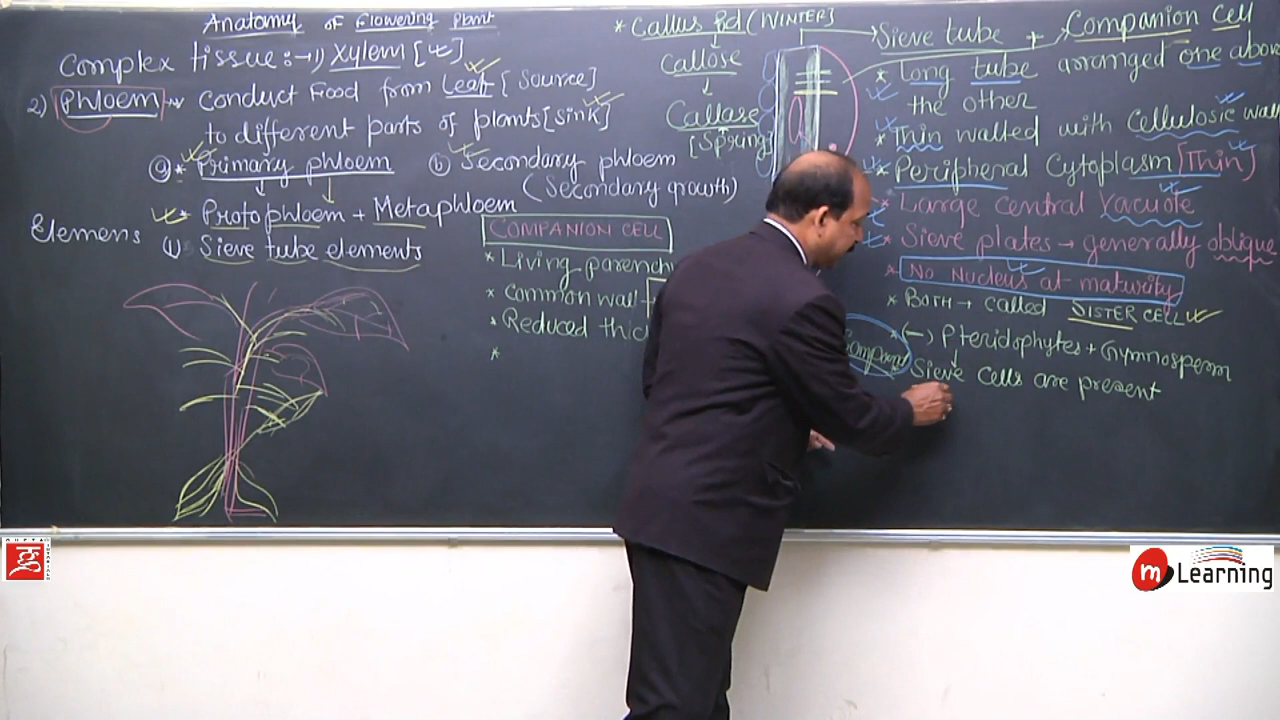 Anatomy of Flowering Plant
Complex tissue :- 1) Xylem
2) Phloem → Conduct Food from Leaf [Source]
to different parts of plants [sink]
(a) * Primary phloem (b) Secondary phloem
(Secondary growth)
* Protophloem + Metaphloem
Elemens (1) Sieve tube elements
* Callus Pad (WINTER)
Callose
Callase
[Spring]
COMPANION CELL
* Living parench
* Common wall
* Reduced thic
*
Sieve tube + Companion Cell
* Long tube arranged one above
the other
* Thin walled with Cellulosic wall
* Peripheral Cytoplasm [Thin]
* Large central Vacuole
* Sieve plates → generally oblique
* No Nucleus at maturity
* BOTH → called SISTER CELL
* (-) Pteridophytes + Gymnosperm
Sieve Cells are present
m Learning